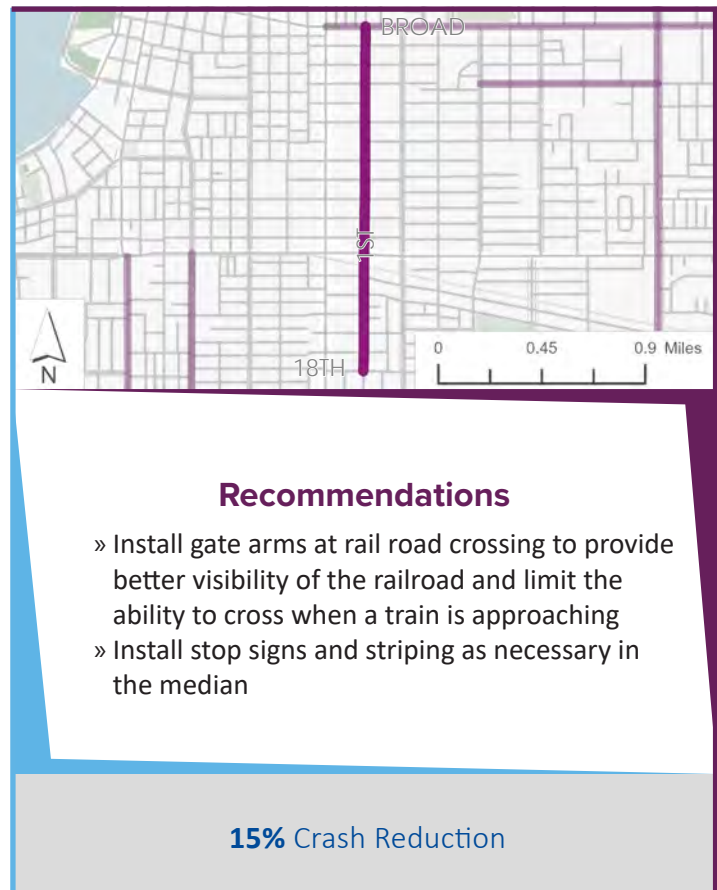 BROAD
1ST
18TH
N
0 0.45 0.9 Miles
Recommendations
» Install gate arms at rail road crossing to provide
better visibility of the railroad and limit the
ability to cross when a train is approaching
» Install stop signs and striping as necessary in
the median
15% Crash Reduction